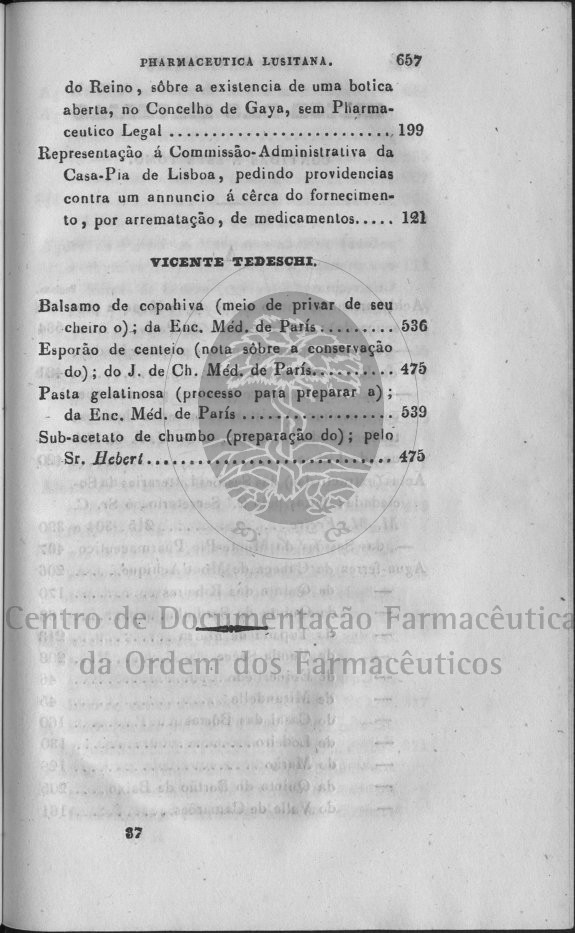 PHARMACEUTICA LUSITANA. 657
do Reino, sôbre a existencia de uma botica
aberta, no Concelho de Gaya, sem Pharma-
ceutico Legal .......................... 199
Representação á Commissão-Administrativa da
Casa-Pia de Lisboa, pedindo providencias
contra um annuncio á cêrca do fornecimen-
to, por arrematação, de medicamentos..... 121
VICENTE TEDESCHI.
Balsamo de copahiva (meio de privar de seu
cheiro o); da Enc. Méd. de París......... 536
Esporão de centeio (nota sôbre a conservação
do); do J. de Ch. Méd. de París.......... 475
Pasta gelatinosa (processo para preparar a);
da Enc. Méd. de París .................. 539
Sub-acetato de chumbo (preparação do); pelo
Sr. Hebert............................. 475
Centro de Documentação Farmacêutica
da Ordem dos Farmacêuticos
37